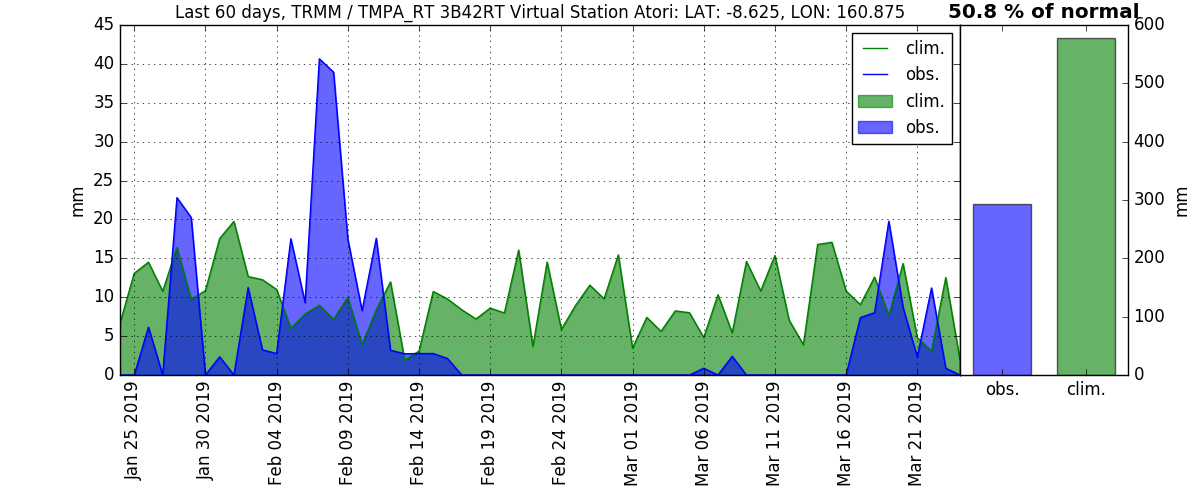 Last 60 days, TRMM / TMPA_RT 3B42RT Virtual Station Atori: LAT: -8.625, LON: 160.875
50.8 % of normal
45
40
35
30
25
20
15
10
5
0
mm
clim.
obs.
clim.
obs.
600
500
400
300
200
100
0
mm
Jan 25 2019
Jan 30 2019
Feb 04 2019
Feb 09 2019
Feb 14 2019
Feb 19 2019
Feb 24 2019
Mar 01 2019
Mar 06 2019
Mar 11 2019
Mar 16 2019
Mar 21 2019
obs.
clim.